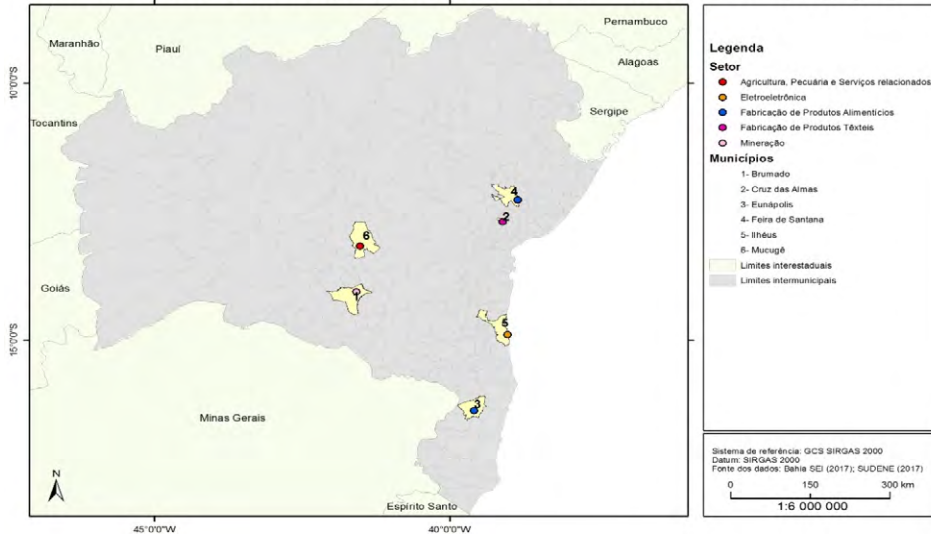 Pernambuco
Maranhão
Piauí
Alagoas
10°0'0"S
Sergipe
Tocantins
4
2
6
Goiás
1
5
15°0'0"S
3
Minas Gerais
N
Espírito Santo
45°0'0"W
40°0'0"W
Legenda
Setor
Agricultura, Pecuária e Serviços relacionados
Eletroeletrônica
Fabricação de Produtos Alimentícios
Fabricação de Produtos Têxteis
Mineração
Municípios
1- Brumado
2- Cruz das Almas
3- Eunápolis
4- Feira de Santana
5- Ilhéus
6- Mucugê
Limites interestaduais
Limites intermunicipais
Sistema de referência: GCS SIRGAS 2000
Datum: SIRGAS 2000
Fonte dos dados: Bahia SEI (2017); SUDENE (2017)
0 150 300 km
1:6 000 000